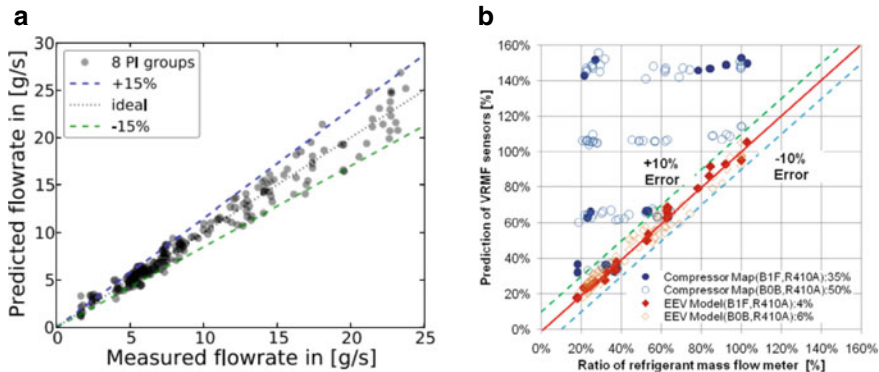 a
Predicted flowrate in [g/s]
30
25
20
15
10
5
0
8 PI groups
+15%
ideal
-15%
0
5
10
15
20
25
Measured flowrate in [g/s]
b
Prediction of VRMF sensors [%]
160%
140%
120%
100%
80%
60%
40%
20%
0%
+10%
Error
-10%
Error
Compressor Map(B1F,R410A):35%
Compressor Map(B0B,R410A):50%
EEV Model(B1F,R410A):4%
EEV Model(B0B,R410A):6%
0%
20%
40%
60%
80%
100%
120%
140%
160%
Ratio of refrigerant mass flow meter [%]